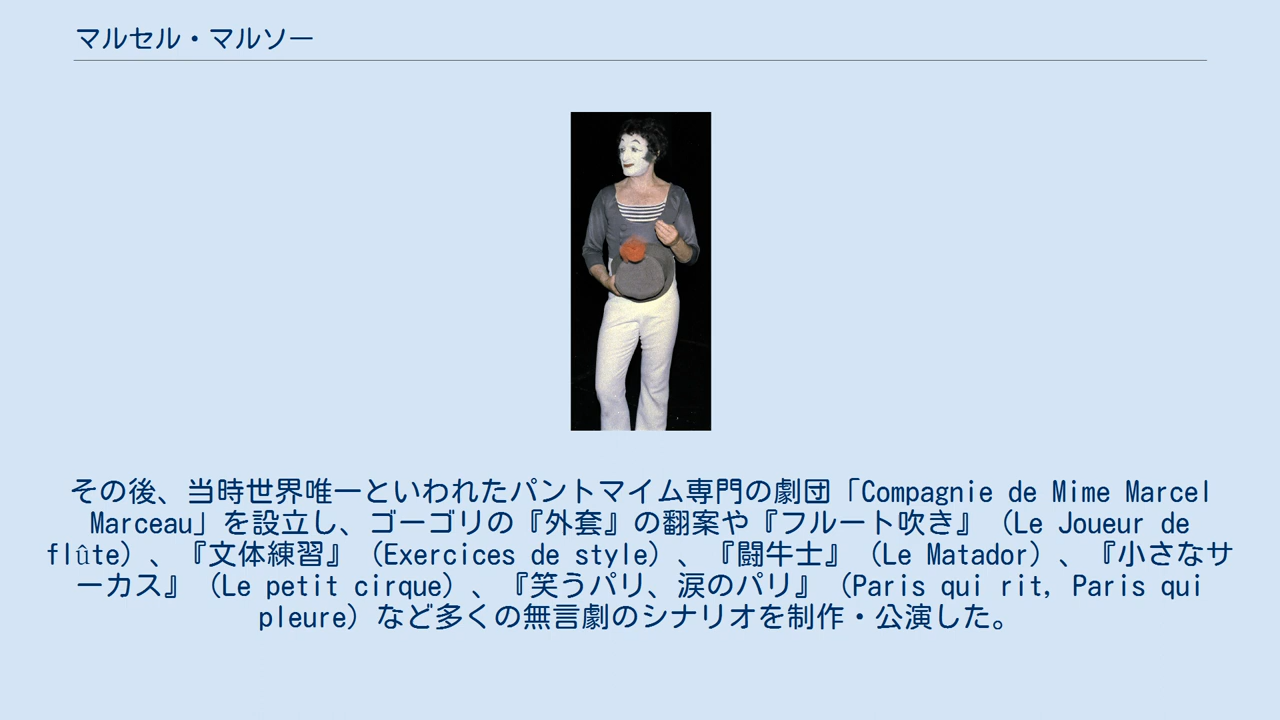 マルセル・マルソー
その後、当時世界唯一といわれたパントマイム専門の劇団「Compagnie de Mime Marcel
Marceau」を設立し、ゴーゴリの『外套』の翻案や『フルート吹き』（Le Joueur de
flûte）、『文体練習』（Exercices de style）、『闘牛士』（Le Matador）、『小さなサ
ーカス』（Le petit cirque）、『笑うパリ、涙のパリ』（Paris qui rit, Paris qui
pleure）など多くの無言劇のシナリオを制作・公演した。